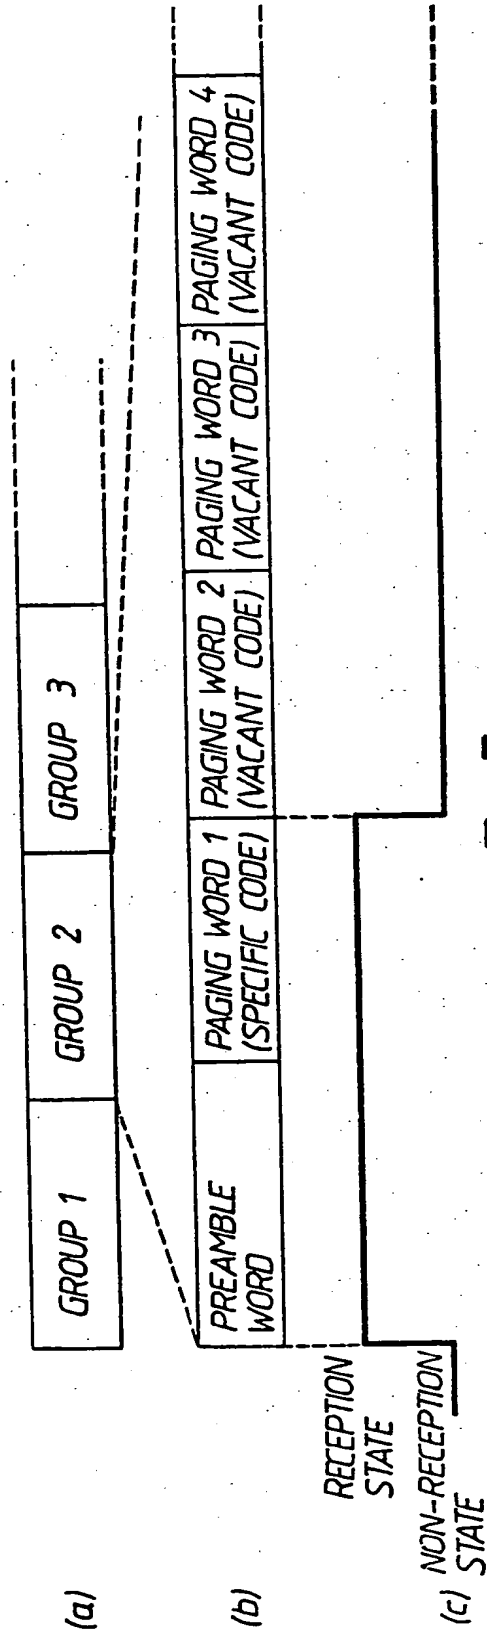 (a)
GROUP 1
GROUP 2
GROUP 3
(b)
PREAMBLE
WORD
PAGING WORD 1
(SPECIFIC CODE)
PAGING WORD 2
(VACANT CODE)
PAGING WORD 3
(VACANT CODE)
PAGING WORD 4
(VACANT CODE)
RECEPTION
STATE
(c) NON-RECEPTION
STATE